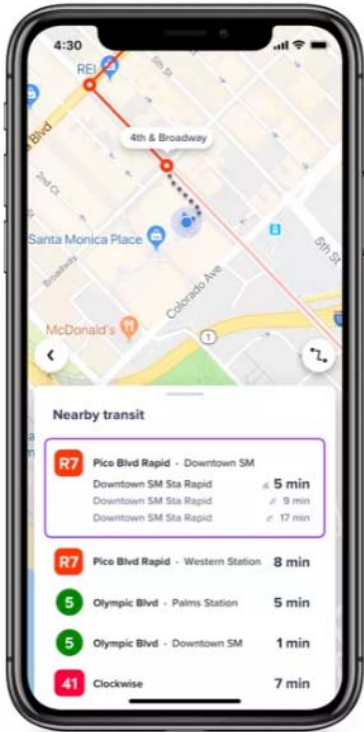 4:30
REI
5th St
4th & Broadway
Blvd
2nd Ct
Santa Monica Place
5th St
Broadway
Colorado Ave
McDonald's
1
Nearby transit
R7 Pico Blvd Rapid - Downtown SM
Downtown SM Sta Rapid 5 min
Downtown SM Sta Rapid 9 min
Downtown SM Sta Rapid 17 min
R7 Pico Blvd Rapid - Western Station 8 min
5 Olympic Blvd - Palms Station 5 min
5 Olympic Blvd - Downtown SM 1 min
41 Clockwise 7 min